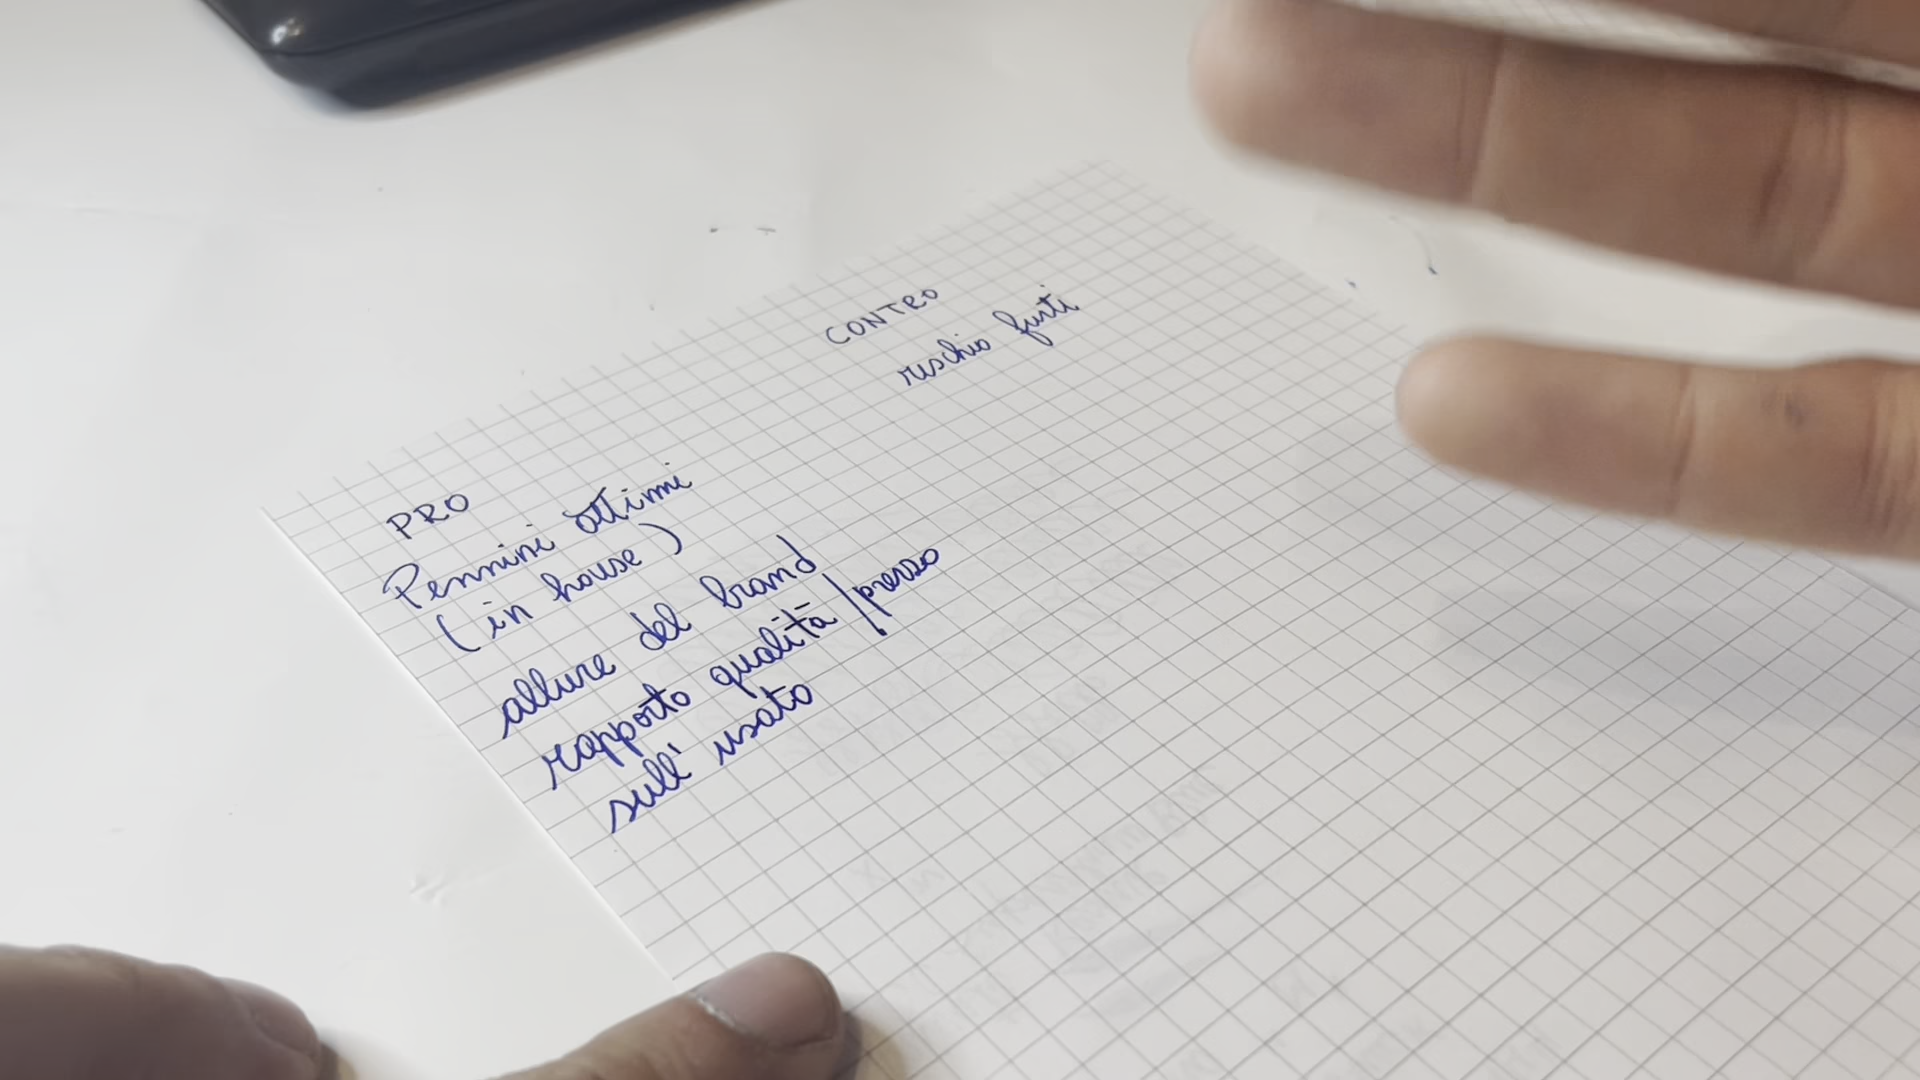 PRO
Pennini ottimi
(in house)
allure del brand
rapporto qualità/prezzo
sull'usato
CONTRO
rischio furti